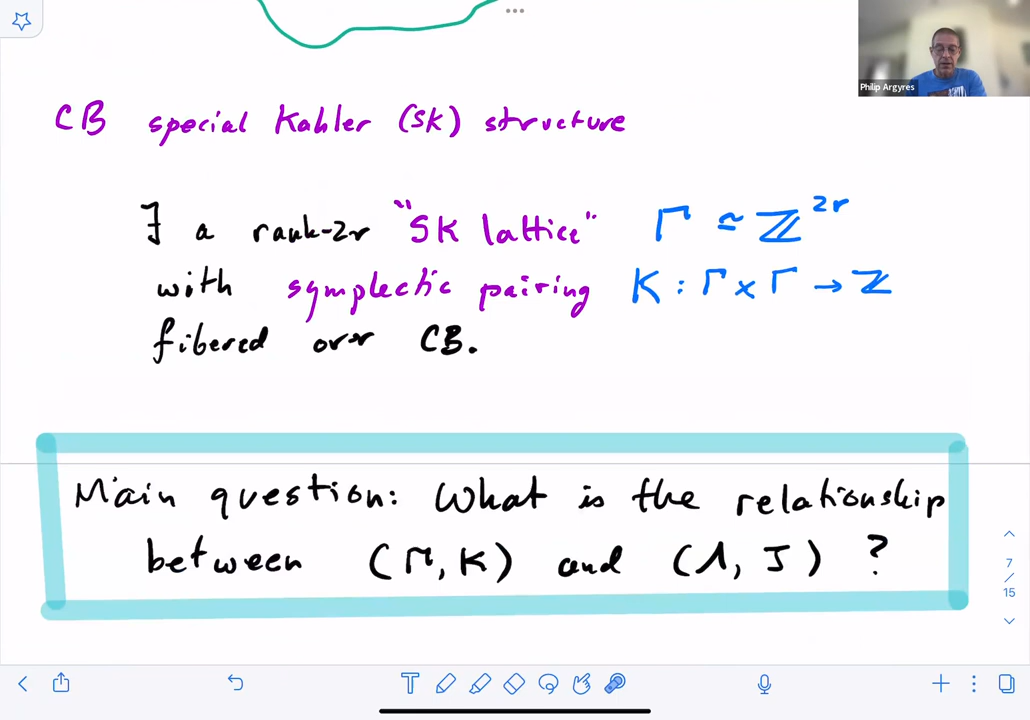 Philip Argyres
CB special Kahler (SK) structure
∃ a rank-2r "SK lattice" Γ ≃ ℤ^2r
with symplectic pairing K : Γ × Γ → ℤ
fibered over CB.
Main question: What is the relationship
between (Γ, K) and (Λ, J) ?
7
/
15
T